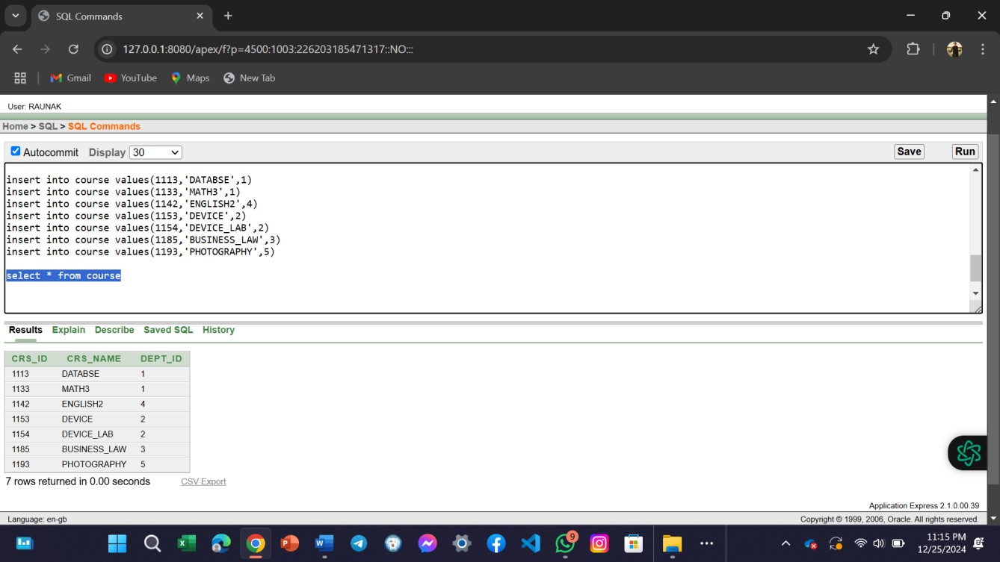 SQL Commands
127.0.0.1:8080/apex/f?p=4500:1003:226203185471317::NO:::
Gmail YouTube Maps New Tab
User: RAUNAK
Home > SQL > SQL Commands
Autocommit Display 30 Save Run
insert into course values(1113,'DATABSE',1)
insert into course values(1133,'MATH3',1)
insert into course values(1142,'ENGLISH2',4)
insert into course values(1153,'DEVICE',2)
insert into course values(1154,'DEVICE_LAB',2)
insert into course values(1185,'BUSINESS_LAW',3)
insert into course values(1193,'PHOTOGRAPHY',5)
select * from course
Results Explain Describe Saved SQL History
CRS_ID CRS_NAME DEPT_ID
1113 DATABSE 1
1133 MATH3 1
1142 ENGLISH2 4
1153 DEVICE 2
1154 DEVICE_LAB 2
1185 BUSINESS_LAW 3
1193 PHOTOGRAPHY 5
7 rows returned in 0.00 seconds CSV Export
Application Express 2.1.0.00.39
Language: en-gb Copyright © 1999, 2006, Oracle. All rights reserved.
9
11:15 PM
12/25/2024